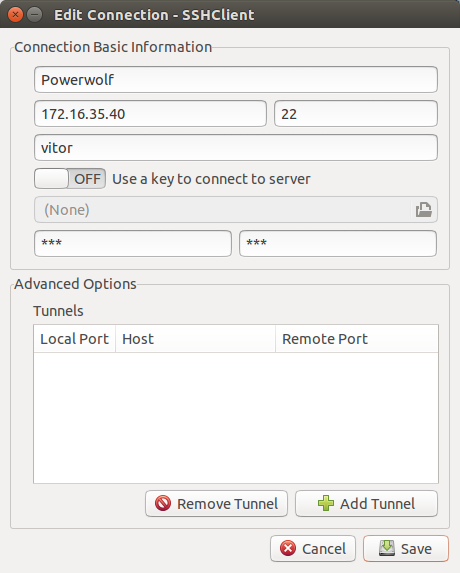 Edit Connection - SSHClient
Connection Basic Information
Powerwolf
172.16.35.40 22
vitor
OFF Use a key to connect to server
(None)
*** ***
Advanced Options
Tunnels
Local Port Host Remote Port
Remove Tunnel Add Tunnel
Cancel Save